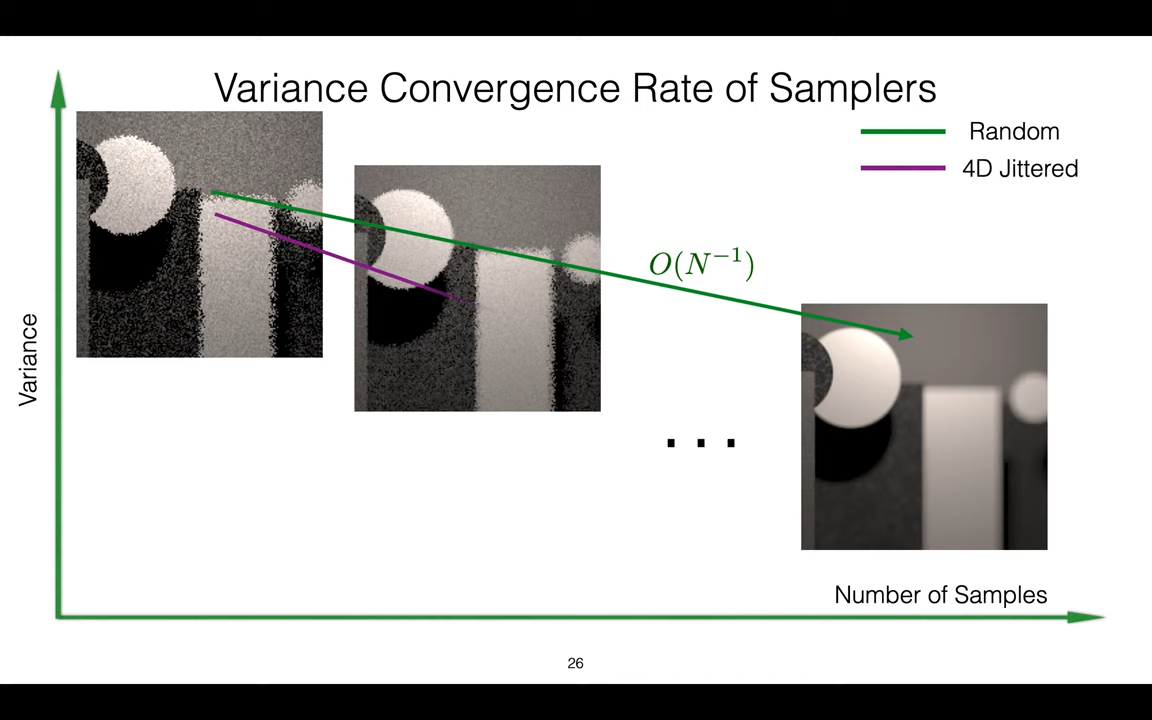 Variance Convergence Rate of Samplers
Random
4D Jittered
O(N⁻¹)
Variance
. . .
Number of Samples
26